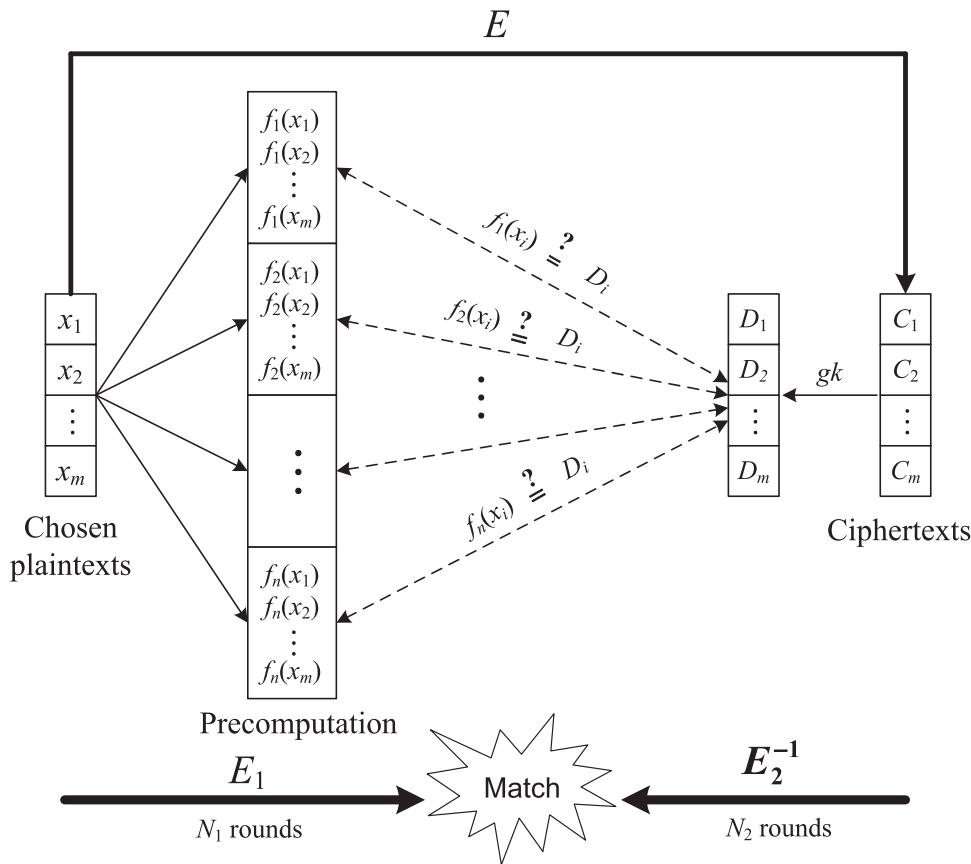 E
f₁(x₁)
f₁(x₂)
⋮
f₁(xₘ)
f₂(x₁)
f₂(x₂)
⋮
f₂(xₘ)
⋮
fₙ(x₁)
fₙ(x₂)
⋮
fₙ(xₘ)
Precomputation
x₁
x₂
⋮
xₘ
Chosen
plaintexts
f₁(xᵢ) ≟ Dᵢ
f₂(xᵢ) ≟ Dᵢ
⋮
fₙ(xᵢ) ≟ Dᵢ
D₁
D₂
⋮
Dₘ
gk
C₁
C₂
⋮
Cₘ
Ciphertexts
E₁
N₁ rounds
Match
E₂⁻¹
N₂ rounds